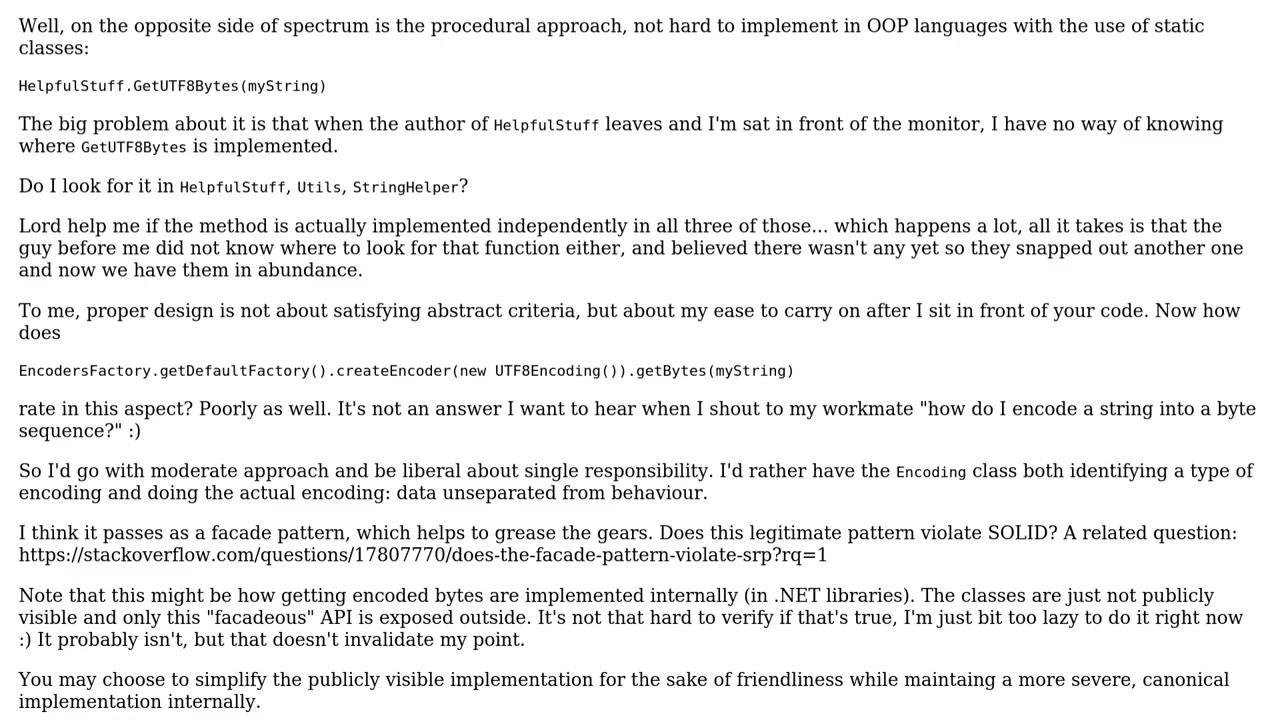 Well, on the opposite side of spectrum is the procedural approach, not hard to implement in OOP languages with the use of static
classes:
HelpfulStuff.GetUTF8Bytes(myString)
The big problem about it is that when the author of HelpfulStuff leaves and I'm sat in front of the monitor, I have no way of knowing
where GetUTF8Bytes is implemented.
Do I look for it in HelpfulStuff, Utils, StringHelper?
Lord help me if the method is actually implemented independently in all three of those... which happens a lot, all it takes is that the
guy before me did not know where to look for that function either, and believed there wasn't any yet so they snapped out another one
and now we have them in abundance.
To me, proper design is not about satisfying abstract criteria, but about my ease to carry on after I sit in front of your code. Now how
does
EncodersFactory.getDefaultFactory().createEncoder(new UTF8Encoding()).getBytes(myString)
rate in this aspect? Poorly as well. It's not an answer I want to hear when I shout to my workmate "how do I encode a string into a byte
sequence?" :)
So I'd go with moderate approach and be liberal about single responsibility. I'd rather have the Encoding class both identifying a type of
encoding and doing the actual encoding: data unseparated from behaviour.
I think it passes as a facade pattern, which helps to grease the gears. Does this legitimate pattern violate SOLID? A related question:
https://stackoverflow.com/questions/17807770/does-the-facade-pattern-violate-srp?rq=1
Note that this might be how getting encoded bytes are implemented internally (in .NET libraries). The classes are just not publicly
visible and only this "facadeous" API is exposed outside. It's not that hard to verify if that's true, I'm just bit too lazy to do it right now
:) It probably isn't, but that doesn't invalidate my point.
You may choose to simplify the publicly visible implementation for the sake of friendliness while maintaing a more severe, canonical
implementation internally.